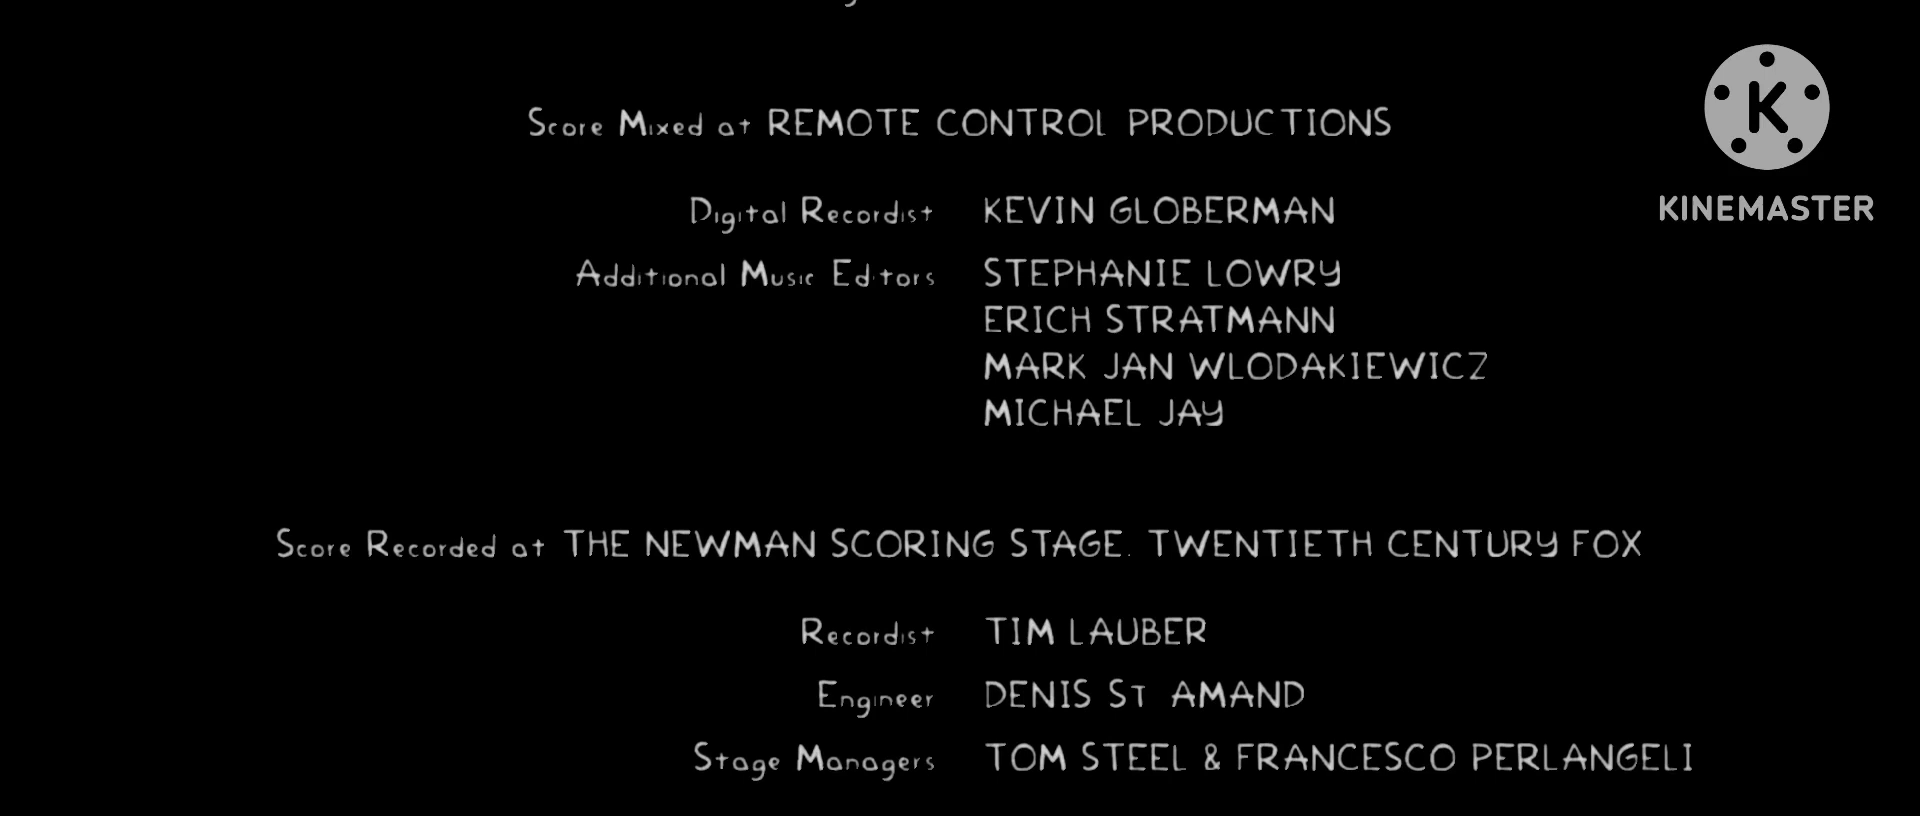 Score Mixed at REMOTE CONTROL PRODUCTIONS
K
KINEMASTER
Digital Recordist KEVIN GLOBERMAN
Additional Music Editors STEPHANIE LOWRY
ERICH STRATMANN
MARK JAN WLODAKIEWICZ
MICHAEL JAY
Score Recorded at THE NEWMAN SCORING STAGE, TWENTIETH CENTURY FOX
Recordist TIM LAUBER
Engineer DENIS ST AMAND
Stage Managers TOM STEEL & FRANCESCO PERLANGELI